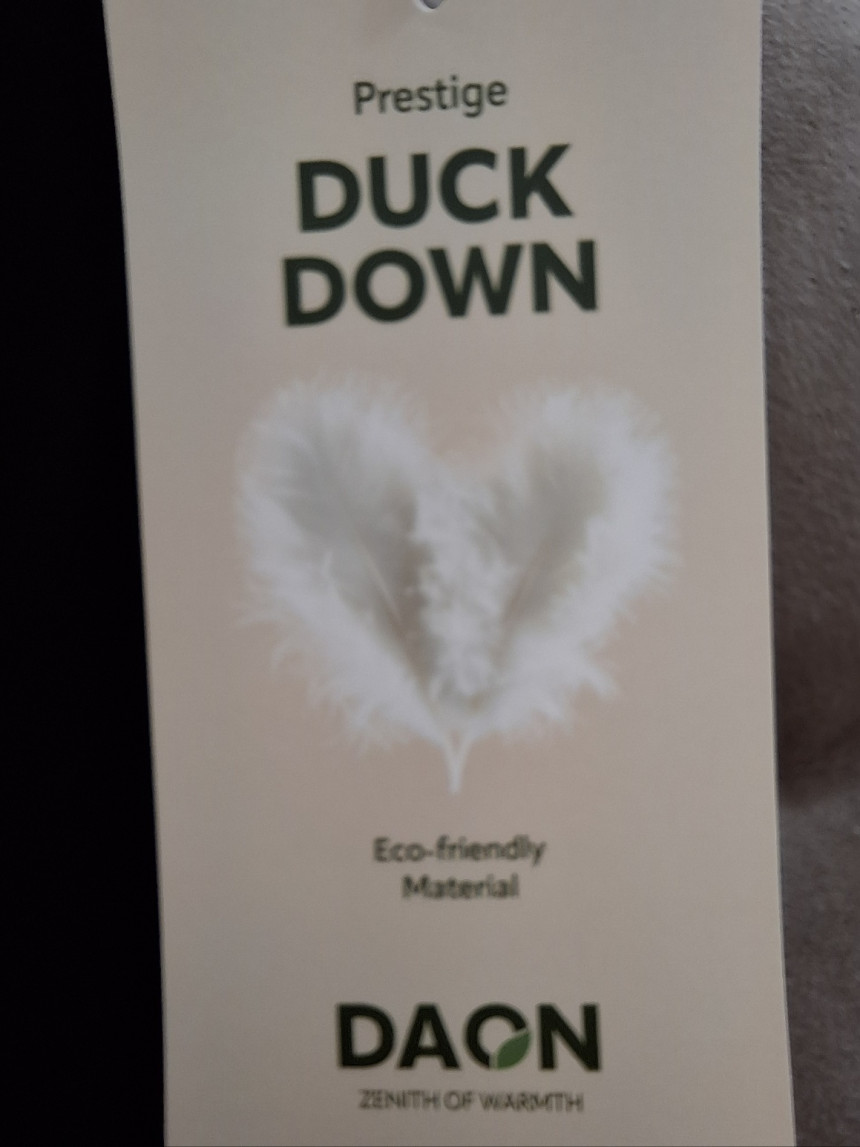 Prestige
DUCK
DOWN
Eco-friendly
Material
DAON
ZENITH OF WARMTH